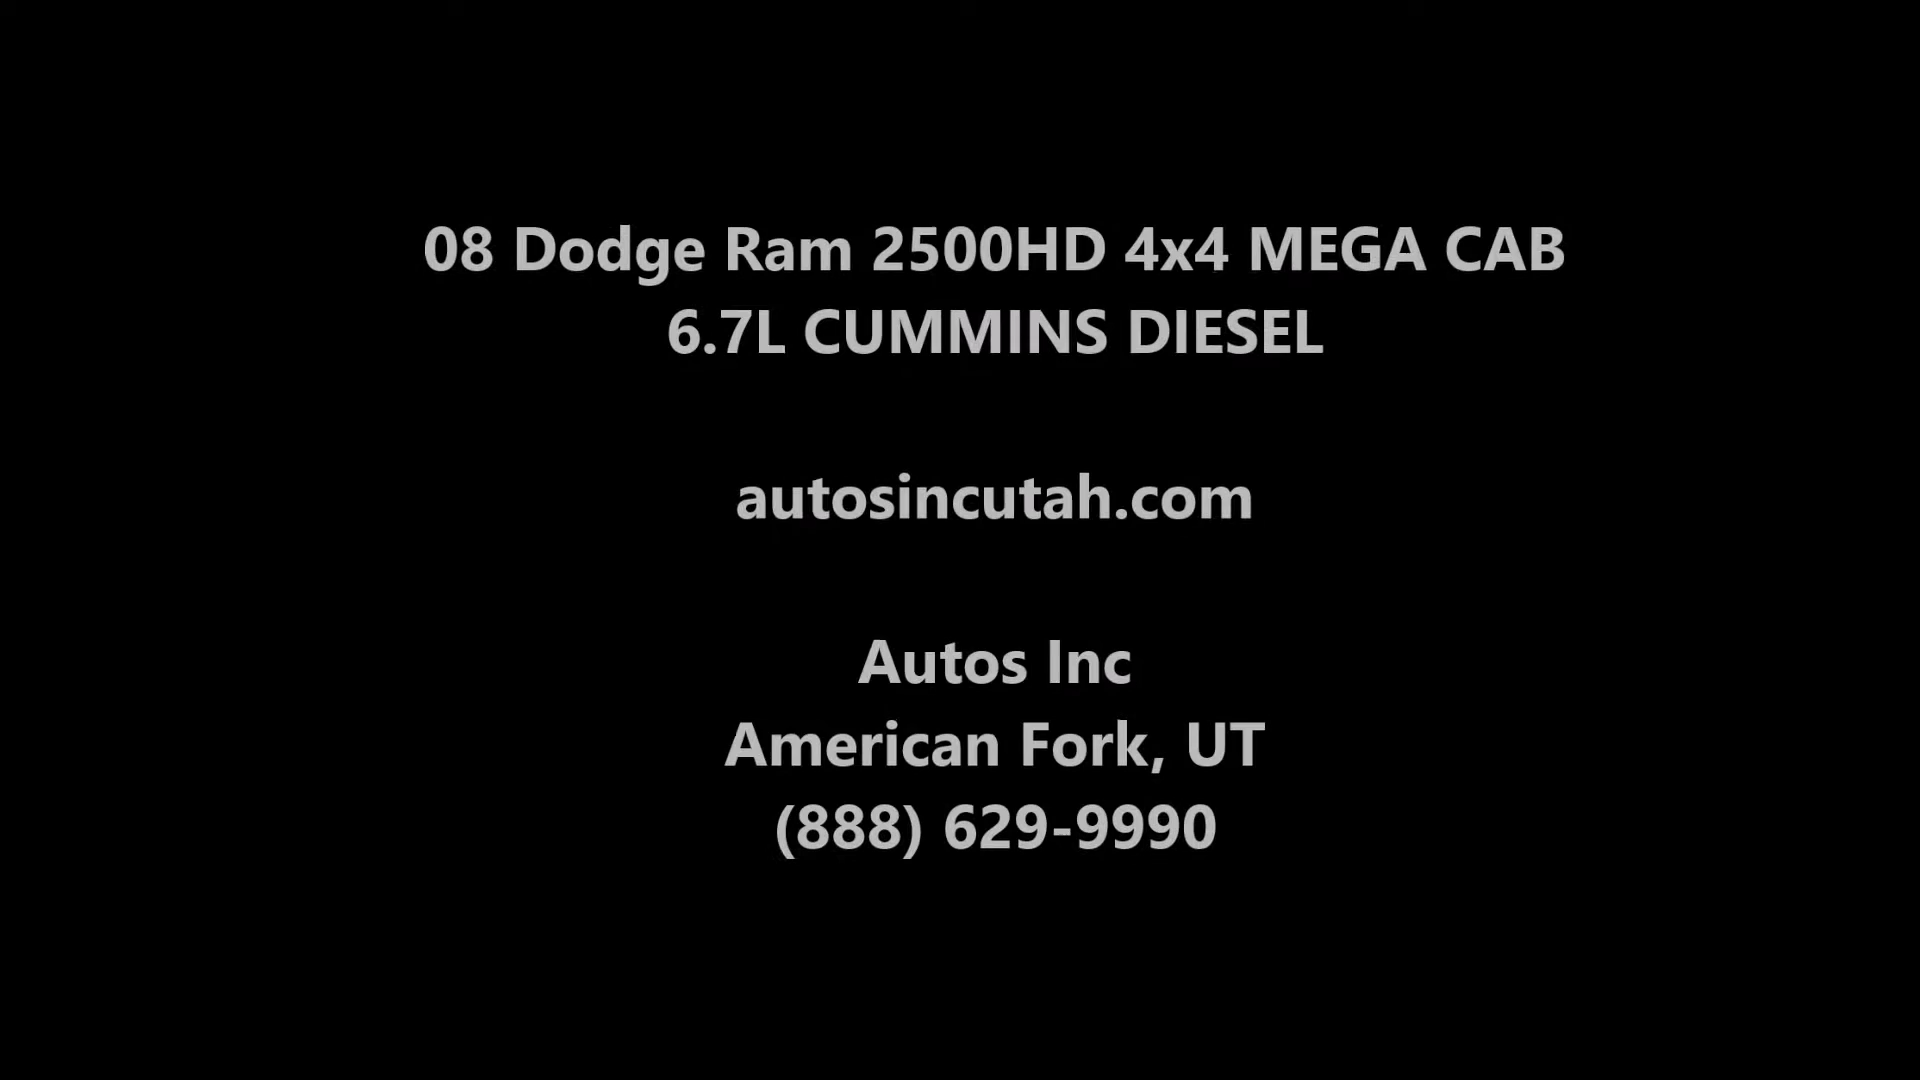 08 Dodge Ram 2500HD 4x4 MEGA CAB
6.7L CUMMINS DIESEL
autosincutah.com
Autos Inc
American Fork, UT
(888) 629-9990